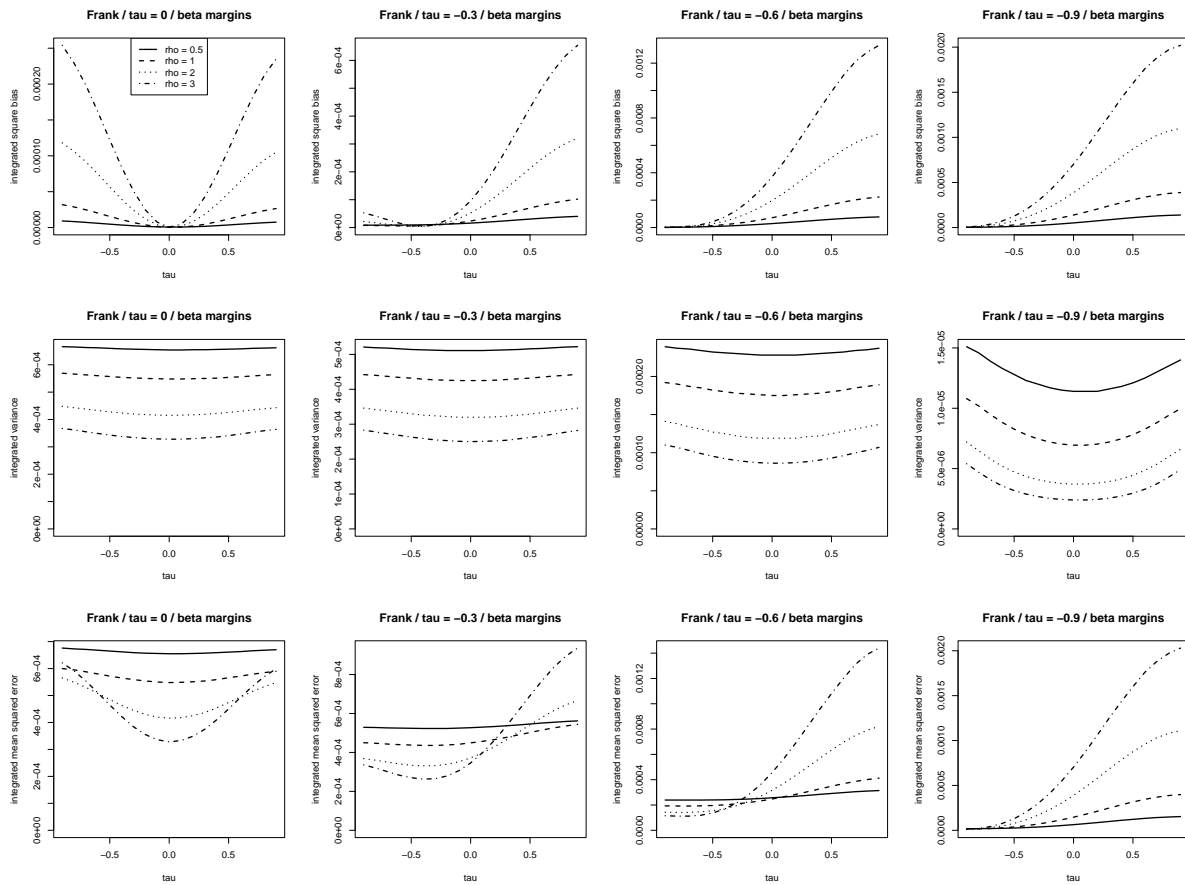 Frank / tau = 0 / beta margins
integrated square bias
0.00000
0.00010
0.00020
rho = 0.5
rho = 1
rho = 2
rho = 3
−0.5
0.0
0.5
tau
Frank / tau = −0.3 / beta margins
integrated square bias
0e+00
2e−04
4e−04
6e−04
−0.5
0.0
0.5
tau
Frank / tau = −0.6 / beta margins
integrated square bias
0.0000
0.0004
0.0008
0.0012
−0.5
0.0
0.5
tau
Frank / tau = −0.9 / beta margins
integrated square bias
0.0000
0.0005
0.0010
0.0015
0.0020
−0.5
0.0
0.5
tau
Frank / tau = 0 / beta margins
integrated variance
0e+00
2e−04
4e−04
6e−04
−0.5
0.0
0.5
tau
Frank / tau = −0.3 / beta margins
integrated variance
0e+00
1e−04
2e−04
3e−04
4e−04
5e−04
−0.5
0.0
0.5
tau
Frank / tau = −0.6 / beta margins
integrated variance
0.00000
0.00010
0.00020
−0.5
0.0
0.5
tau
Frank / tau = −0.9 / beta margins
integrated variance
0.0e+00
5.0e−06
1.0e−05
1.5e−05
−0.5
0.0
0.5
tau
Frank / tau = 0 / beta margins
integrated mean squared error
0e+00
2e−04
4e−04
6e−04
−0.5
0.0
0.5
tau
Frank / tau = −0.3 / beta margins
integrated mean squared error
0e+00
2e−04
4e−04
6e−04
8e−04
−0.5
0.0
0.5
tau
Frank / tau = −0.6 / beta margins
integrated mean squared error
0.0000
0.0004
0.0008
0.0012
−0.5
0.0
0.5
tau
Frank / tau = −0.9 / beta margins
integrated mean squared error
0.0000
0.0005
0.0010
0.0015
0.0020
−0.5
0.0
0.5
tau